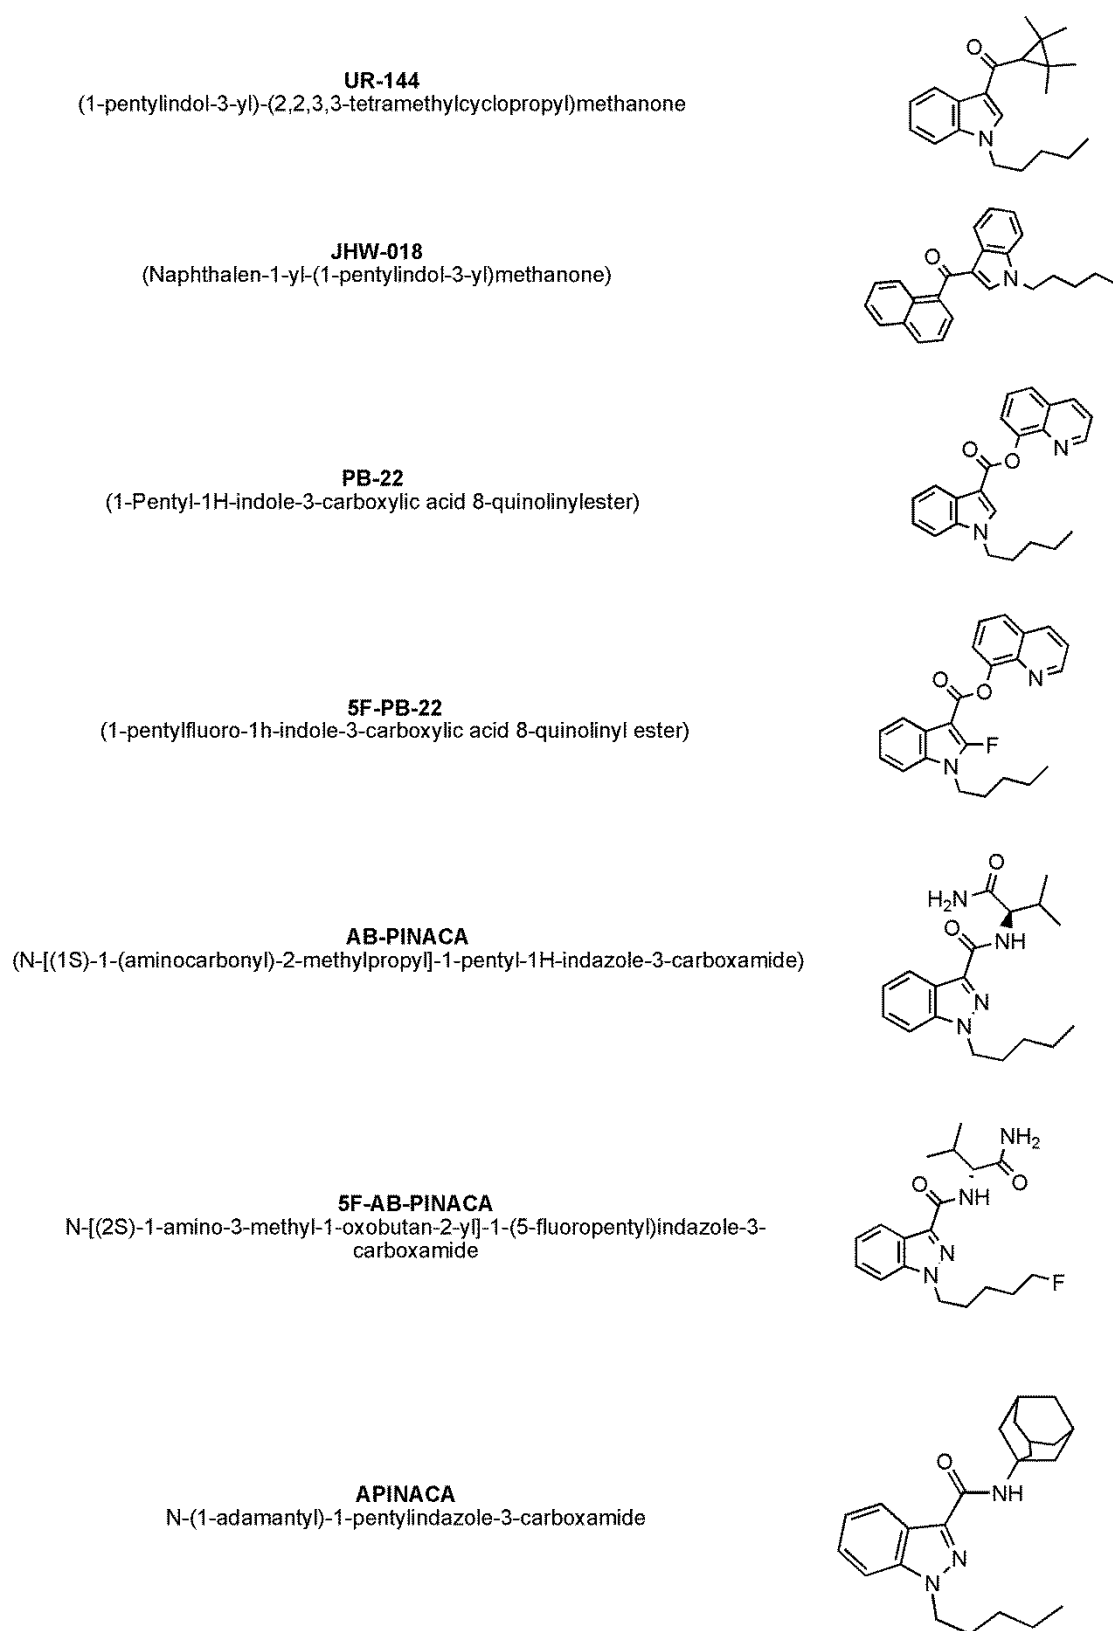 UR-144
(1-pentylindol-3-yl)-(2,2,3,3-tetramethylcyclopropyl)methanone
O
N
JHW-018
(Naphthalen-1-yl-(1-pentylindol-3-yl)methanone)
O
N
PB-22
(1-Pentyl-1H-indole-3-carboxylic acid 8-quinolinylester)
O
O
N
N
5F-PB-22
(1-pentylfluoro-1h-indole-3-carboxylic acid 8-quinolinyl ester)
O
O
N
F
N
AB-PINACA
(N-[(1S)-1-(aminocarbonyl)-2-methylpropyl]-1-pentyl-1H-indazole-3-carboxamide)
O
H2N
O
NH
N
N
5F-AB-PINACA
N-[(2S)-1-amino-3-methyl-1-oxobutan-2-yl]-1-(5-fluoropentyl)indazole-3-
carboxamide
NH2
O
O
NH
N
N
F
APINACA
N-(1-adamantyl)-1-pentylindazole-3-carboxamide
O
NH
N
N